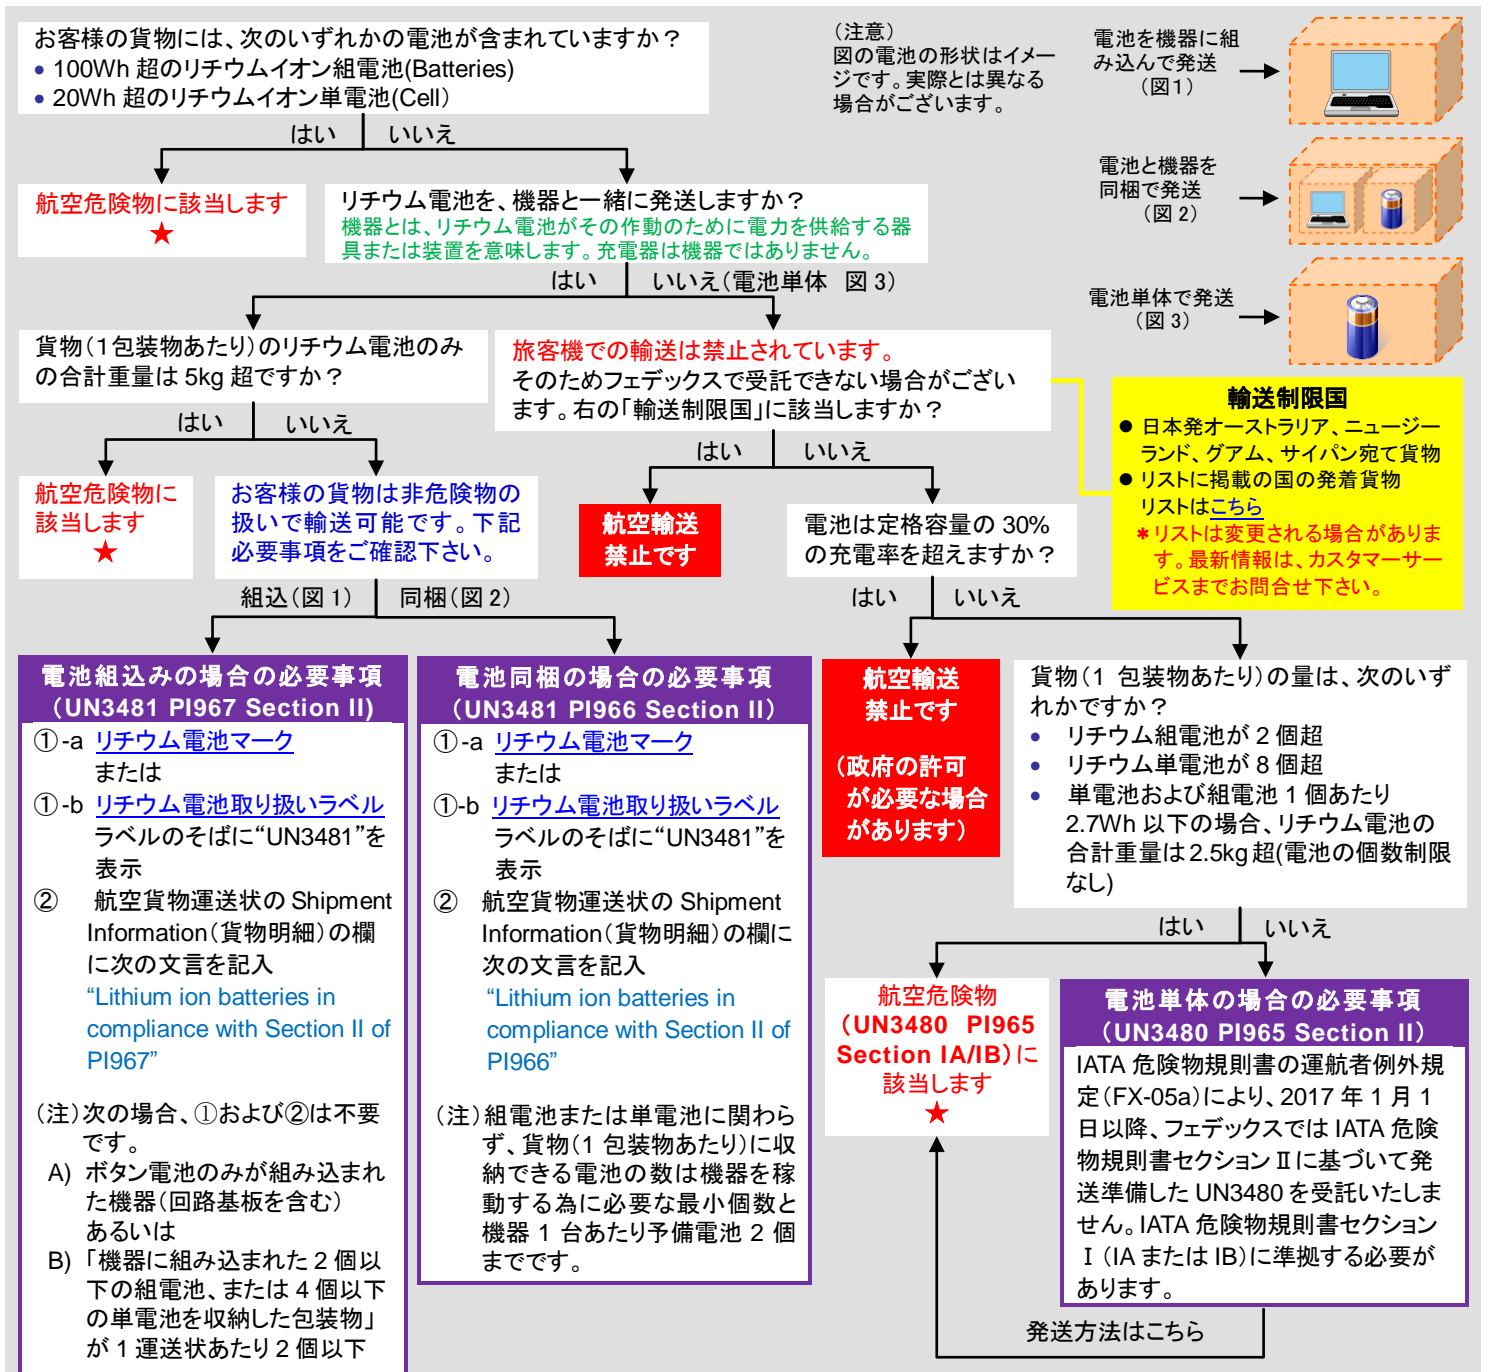 お客様の貨物には、次のいずれかの電池が含まれていますか？
• 100Wh 超のリチウムイオン組電池(Batteries)
• 20Wh 超のリチウムイオン単電池(Cell）
（注意）
図の電池の形状はイメー
ジです。実際とは異なる
場合がございます。
電池を機器に組
み込んで発送
（図1）
電池と機器を
同梱で発送
（図 2）
電池単体で発送
（図 3）
はい
いいえ
航空危険物に該当します
★
リチウム電池を、機器と一緒に発送しますか？
機器とは、リチウム電池がその作動のために電力を供給する器
具または装置を意味します。充電器は機器ではありません。
はい
いいえ（電池単体 図 3）
貨物（1包装物あたり）のリチウム電池のみ
の合計重量は 5kg 超ですか？
旅客機での輸送は禁止されています。
そのためフェデックスで受託できない場合がござい
ます。右の「輸送制限国」に該当しますか？
輸送制限国
● 日本発オーストラリア、ニュージー
ランド、グアム、サイパン宛て貨物
● リストに掲載の国の発着貨物
リストはこちら
＊リストは変更される場合がありま
す。最新情報は、カスタマーサー
ビスまでお問合せ下さい。
はい
いいえ
はい
いいえ
航空危険物に
該当します
★
お客様の貨物は非危険物の
扱いで輸送可能です。下記
必要事項をご確認下さい。
航空輸送
禁止です
電池は定格容量の 30%
の充電率を超えますか？
組込（図 1）
同梱（図 2）
はい
いいえ
電池組込みの場合の必要事項
（UN3481 PI967 Section II)
①-a リチウム電池マーク
または
①-b リチウム電池取り扱いラベル
ラベルのそばに“UN3481”を
表示
② 航空貨物運送状の Shipment
Information（貨物明細）の欄
に次の文言を記入
“Lithium ion batteries in
compliance with Section II of
PI967”
（注）次の場合、①および②は不要
です。
A) ボタン電池のみが組み込まれ
た機器（回路基板を含む）
あるいは
B) 「機器に組み込まれた 2 個以
下の組電池、または 4 個以下
の単電池を収納した包装物」
が 1 運送状あたり 2 個以下
電池同梱の場合の必要事項
（UN3481 PI966 Section II）
①-a リチウム電池マーク
または
①-b リチウム電池取り扱いラベル
ラベルのそばに“UN3481”を
表示
② 航空貨物運送状の Shipment
Information（貨物明細）の欄に
次の文言を記入
“Lithium ion batteries in
compliance with Section II of
PI966”
（注）組電池または単電池に関わら
ず、貨物（1 包装物あたり）に収
納できる電池の数は機器を稼
動する為に必要な最小個数と
機器 1 台あたり予備電池 2 個
までです。
航空輸送
禁止です
（政府の許可
が必要な場合
があります）
貨物（1 包装物あたり）の量は、次のいず
れかですか？
• リチウム組電池が 2 個超
• リチウム単電池が 8 個超
• 単電池および組電池 1 個あたり
2.7Wh 以下の場合、リチウム電池の
合計重量は 2.5kg 超(電池の個数制限
なし)
はい
いいえ
航空危険物
（UN3480 PI965
Section IA/IB）に
該当します
★
電池単体の場合の必要事項
（UN3480 PI965 Section II）
IATA 危険物規則書の運航者例外規
定（FX-05a）により、2017 年 1 月 1
日以降、フェデックスでは IATA 危険
物規則書セクションⅡに基づいて発
送準備した UN3480 を受託いたしま
せん。IATA 危険物規則書セクション
Ⅰ（IA または IB）に準拠する必要が
あります。
発送方法はこちら